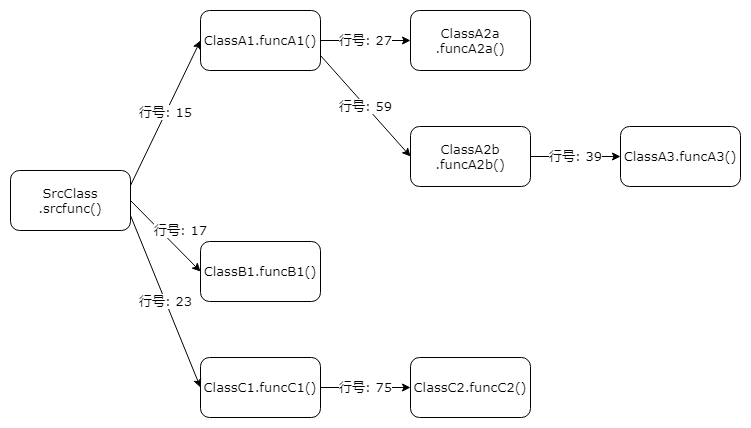 ClassA1.funcA1()
行号: 27
ClassA2a
.funcA2a()
行号: 15
行号: 59
ClassA2b
.funcA2b()
行号: 39
ClassA3.funcA3()
SrcClass
.srcfunc()
行号: 17
ClassB1.funcB1()
行号: 23
ClassC1.funcC1()
行号: 75
ClassC2.funcC2()